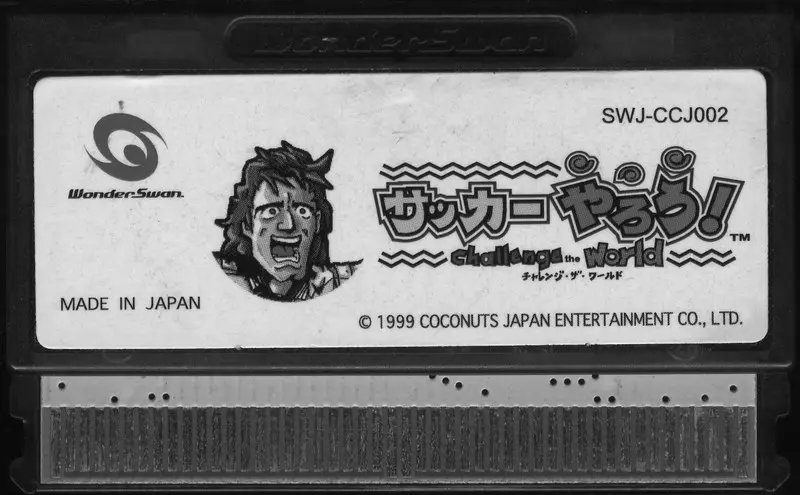 WonderSwan
SWJ-CCJ002
WonderSwan
サッカーやろう!™
Challenge the World
チャレンジ・ザ・ワールド
MADE IN JAPAN
© 1999 COCONUTS JAPAN ENTERTAINMENT CO., LTD.